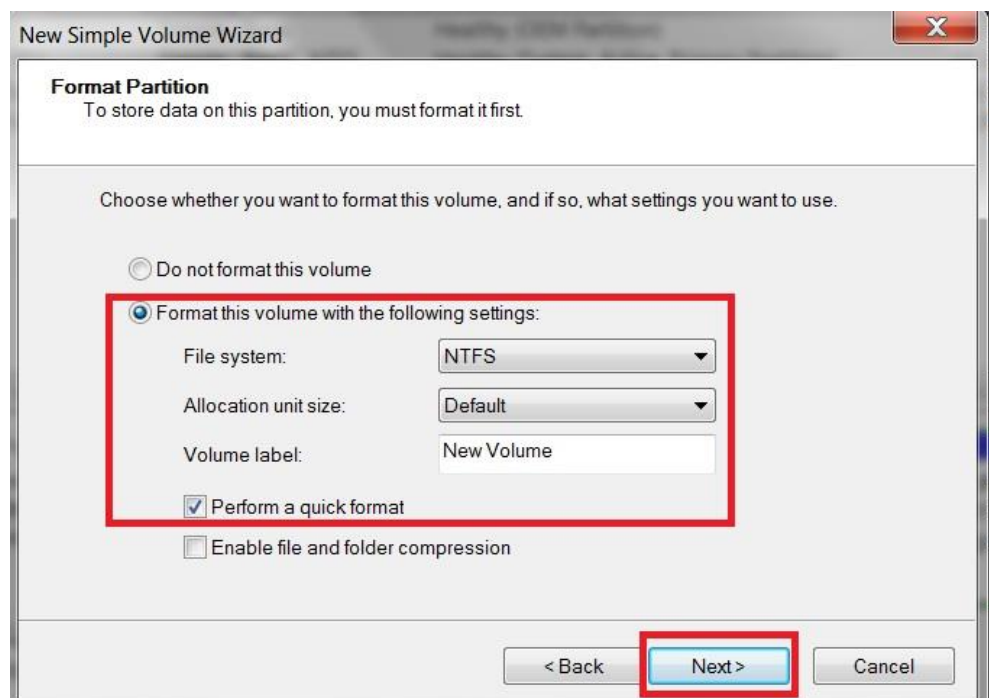 New Simple Volume Wizard
Format Partition
To store data on this partition, you must format it first.
Choose whether you want to format this volume, and if so, what settings you want to use.
Do not format this volume
Format this volume with the following settings:
File system: NTFS
Allocation unit size: Default
Volume label: New Volume
Perform a quick format
Enable file and folder compression
< Back Next > Cancel